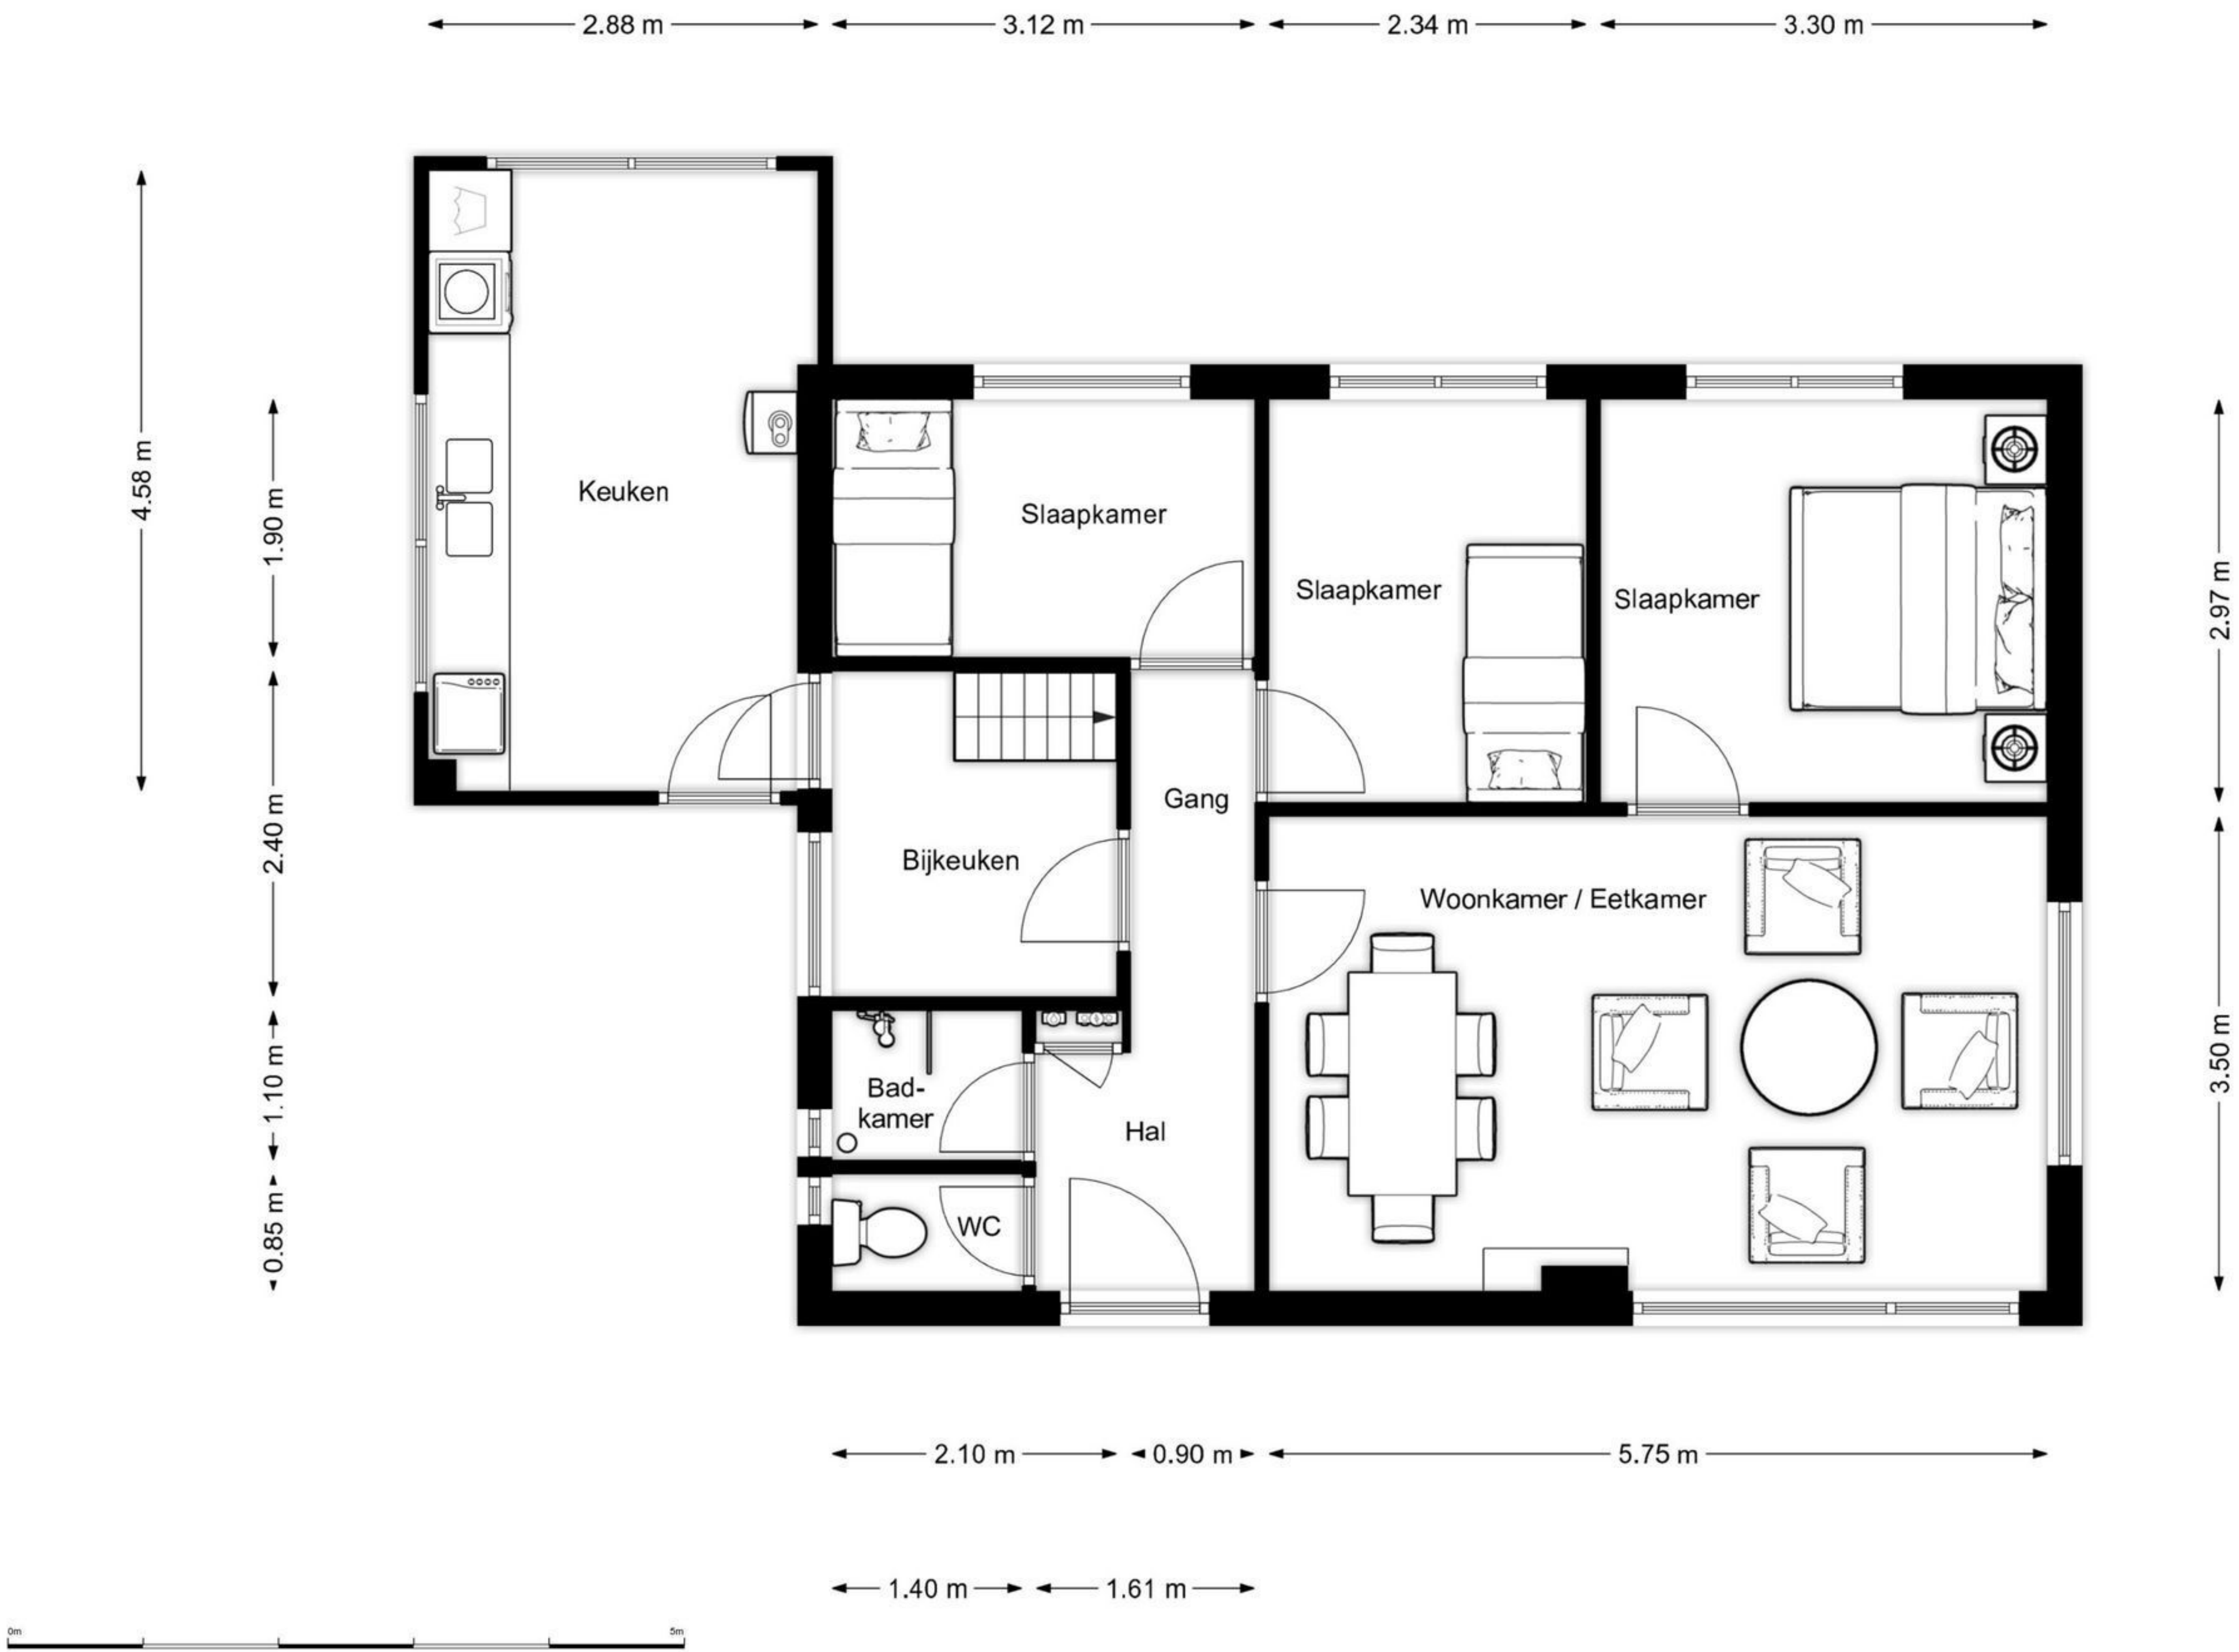 2.88 m
3.12 m
2.34 m
3.30 m
4.58 m
1.90 m
2.40 m
1.10 m
0.85 m
Keuken
Slaapkamer
Slaapkamer
Slaapkamer
2.97 m
3.50 m
Gang
Bijkeuken
Woonkamer / Eetkamer
Bad-
kamer
Hal
WC
2.10 m
0.90 m
5.75 m
1.40 m
1.61 m
0m
5m